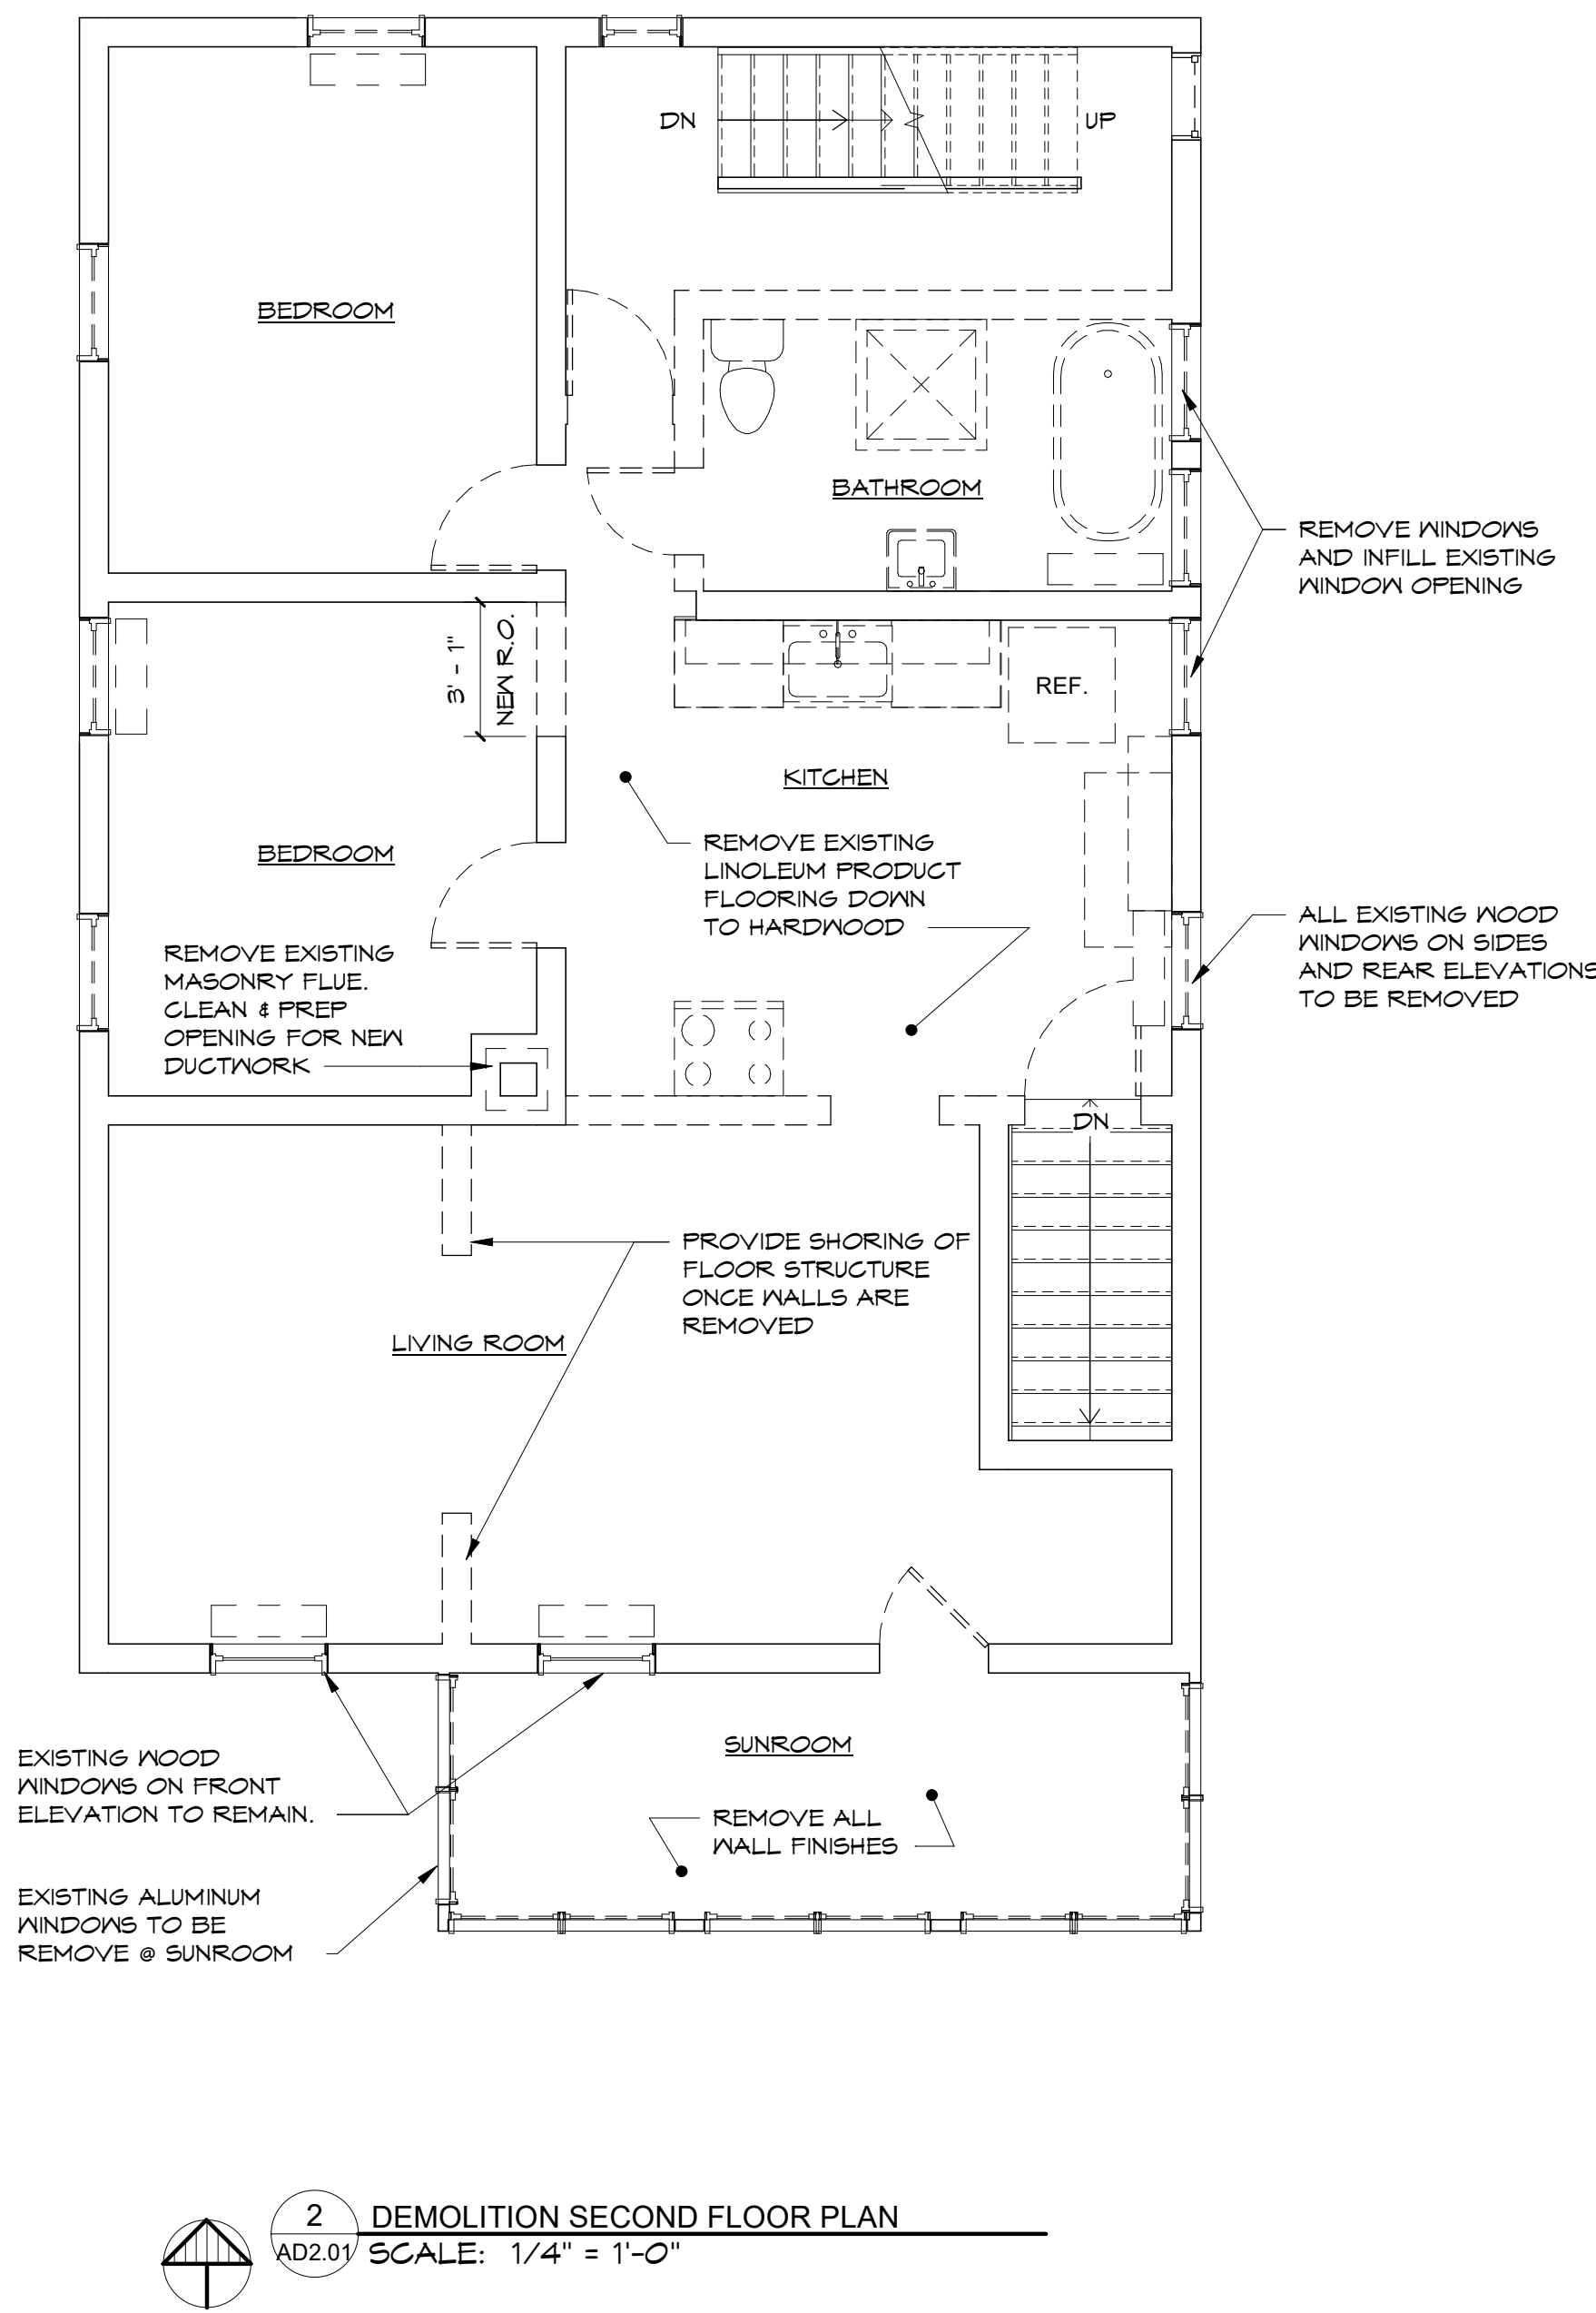 DN
UP
BEDROOM
BATHROOM
REMOVE WINDOWS
AND INFILL EXISTING
WINDOW OPENING
3' - 1"
NEW R.O.
REF.
KITCHEN
REMOVE EXISTING
LINOLEUM PRODUCT
FLOORING DOWN
TO HARDWOOD
BEDROOM
ALL EXISTING WOOD
WINDOWS ON SIDES
AND REAR ELEVATIONS
TO BE REMOVED
REMOVE EXISTING
MASONRY FLUE.
CLEAN & PREP
OPENING FOR NEW
DUCTWORK
DN
PROVIDE SHORING OF
FLOOR STRUCTURE
ONCE WALLS ARE
REMOVED
LIVING ROOM
SUNROOM
EXISTING WOOD
WINDOWS ON FRONT
ELEVATION TO REMAIN.
REMOVE ALL
WALL FINISHES
EXISTING ALUMINUM
WINDOWS TO BE
REMOVE @ SUNROOM
2
AD2.01
DEMOLITION SECOND FLOOR PLAN
SCALE: 1/4" = 1'-0"